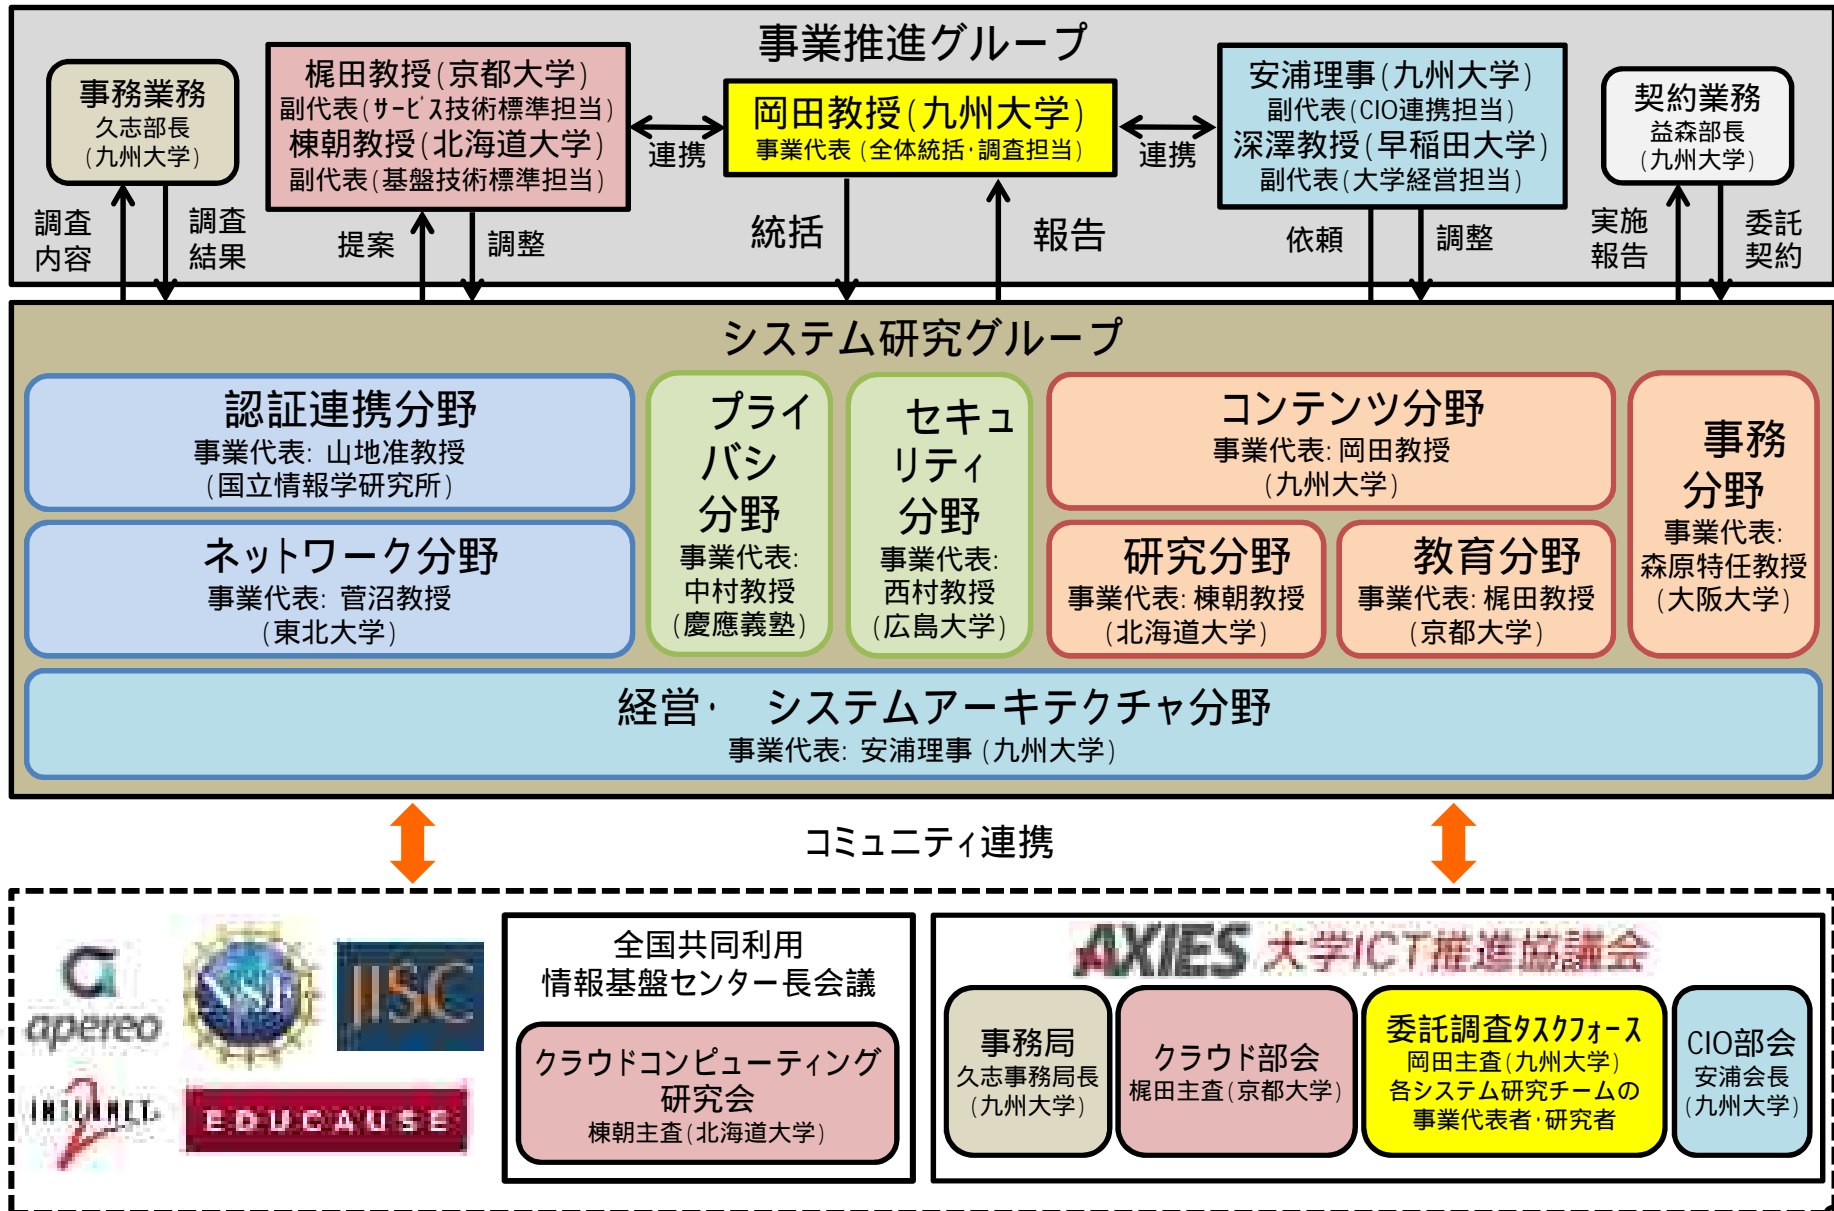 事業推進グループ
事務業務
久志部長
(九州大学)
梶田教授(京都大学)
副代表(サービス技術標準担当)
棟朝教授(北海道大学)
副代表(基盤技術標準担当)
連携
岡田教授(九州大学)
事業代表(全体統括・調査担当)
連携
安浦理事(九州大学)
副代表(CIO連携担当)
深澤教授(早稲田大学)
副代表(大学経営担当)
契約業務
益森部長
(九州大学)
調査
内容
調査
結果
提案
調整
統括
報告
依頼
調整
実施
報告
委託
契約
システム研究グループ
認証連携分野
事業代表: 山地准教授
(国立情報学研究所)
ネットワーク分野
事業代表: 菅沼教授
(東北大学)
プライ
バシ
分野
事業代表:
中村教授
(慶應義塾)
セキュ
リティ
分野
事業代表:
西村教授
(広島大学)
コンテンツ分野
事業代表: 岡田教授
(九州大学)
研究分野
事業代表: 棟朝教授
(北海道大学)
教育分野
事業代表: 梶田教授
(京都大学)
事務
分野
事業代表:
森原特任教授
(大阪大学)
経営・ システムアーキテクチャ分野
事業代表: 安浦理事(九州大学)
コミュニティ連携
apereo
NSF
JISC
INTERNET
2
EDUCAUSE
全国共同利用
情報基盤センター長会議
クラウドコンピューティング
研究会
棟朝主査(北海道大学)
AXIES 大学ICT推進協議会
事務局
久志事務局長
(九州大学)
クラウド部会
梶田主査(京都大学)
委託調査タスクフォース
岡田主査(九州大学)
各システム研究チームの
事業代表者・研究者
CIO部会
安浦会長
(九州大学)